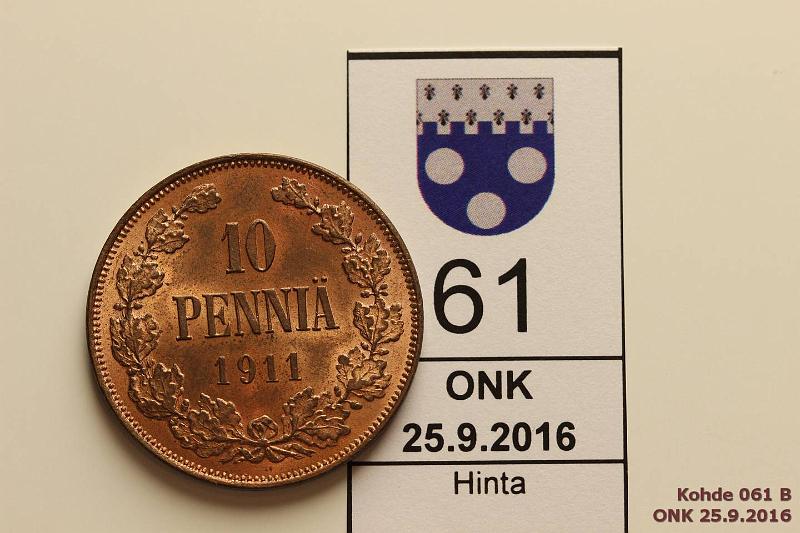 10
PENNIÄ
1911
61
ONK
25.9.2016
Hinta
Kohde 061 B
ONK 25.9.2016